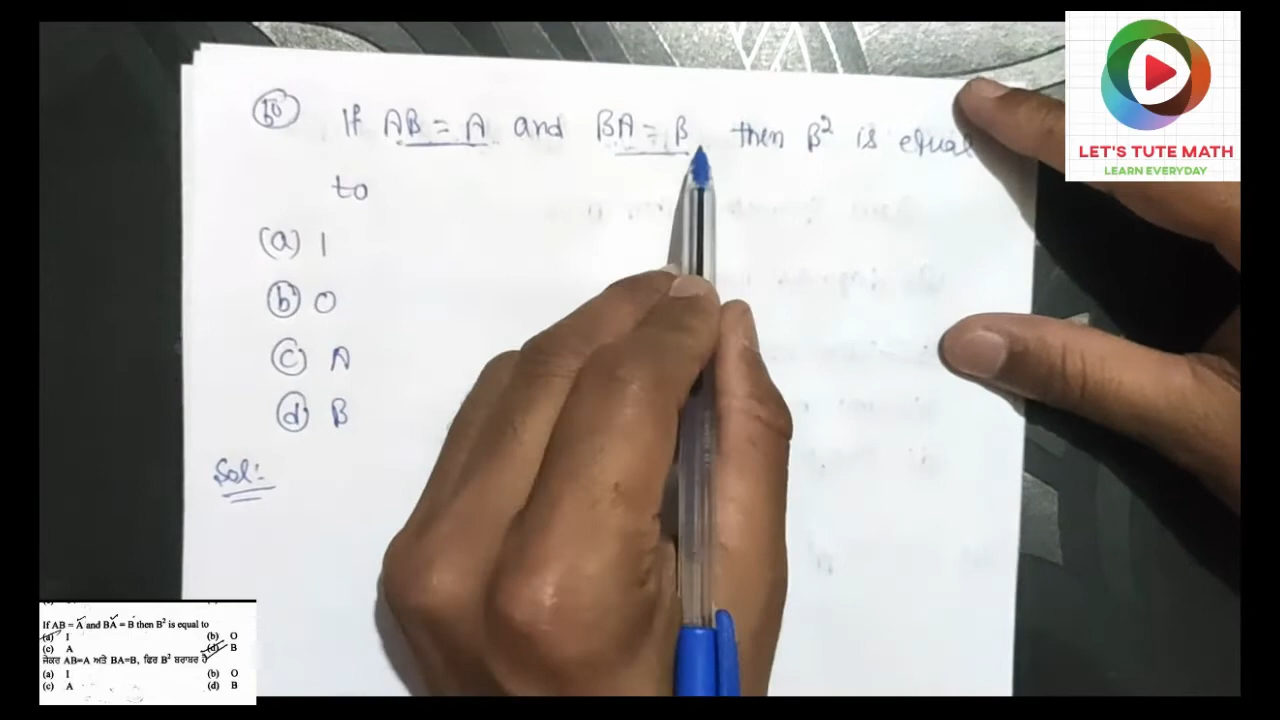 60 If AB = A and BA = B then B² is equal
to
(a) I
(b) O
(c) A
(d) B
Sol:
LET'S TUTE MATH
LEARN EVERYDAY
If AB = A and BA = B then B² is equal to
(a) I (b) O
(c) A (d) B
ਜੇਕਰ AB=A ਅਤੇ BA=B, ਫਿਰ B² ਬਰਾਬਰ ਹੈ
(a) I (b) O
(c) A (d) B